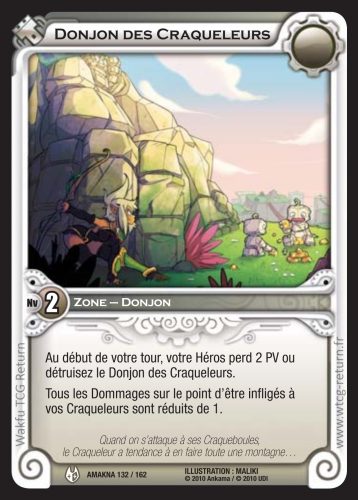 Donjon des Craqueleurs
Nv 2 Zone – Donjon
Au début de votre tour, votre Héros perd 2 PV ou
détruisez le Donjon des Craqueleurs.
Tous les Dommages sur le point d'être infligés à
vos Craqueleurs sont réduits de 1.
Quand on s'attaque à ses Craqueboules,
le Craqueleur a tendance à en faire toute une montagne…
AMAKNA 132 / 162
ILLUSTRATION : MALIKI
© 2010 Ankama / © 2010 UDI
Wakfu TCG Return
www.wtcg-return.fr